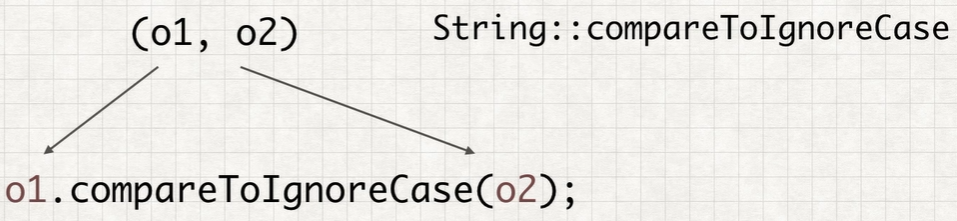 (o1, o2)
String::compareToIgnoreCase
o1.compareToIgnoreCase(o2);